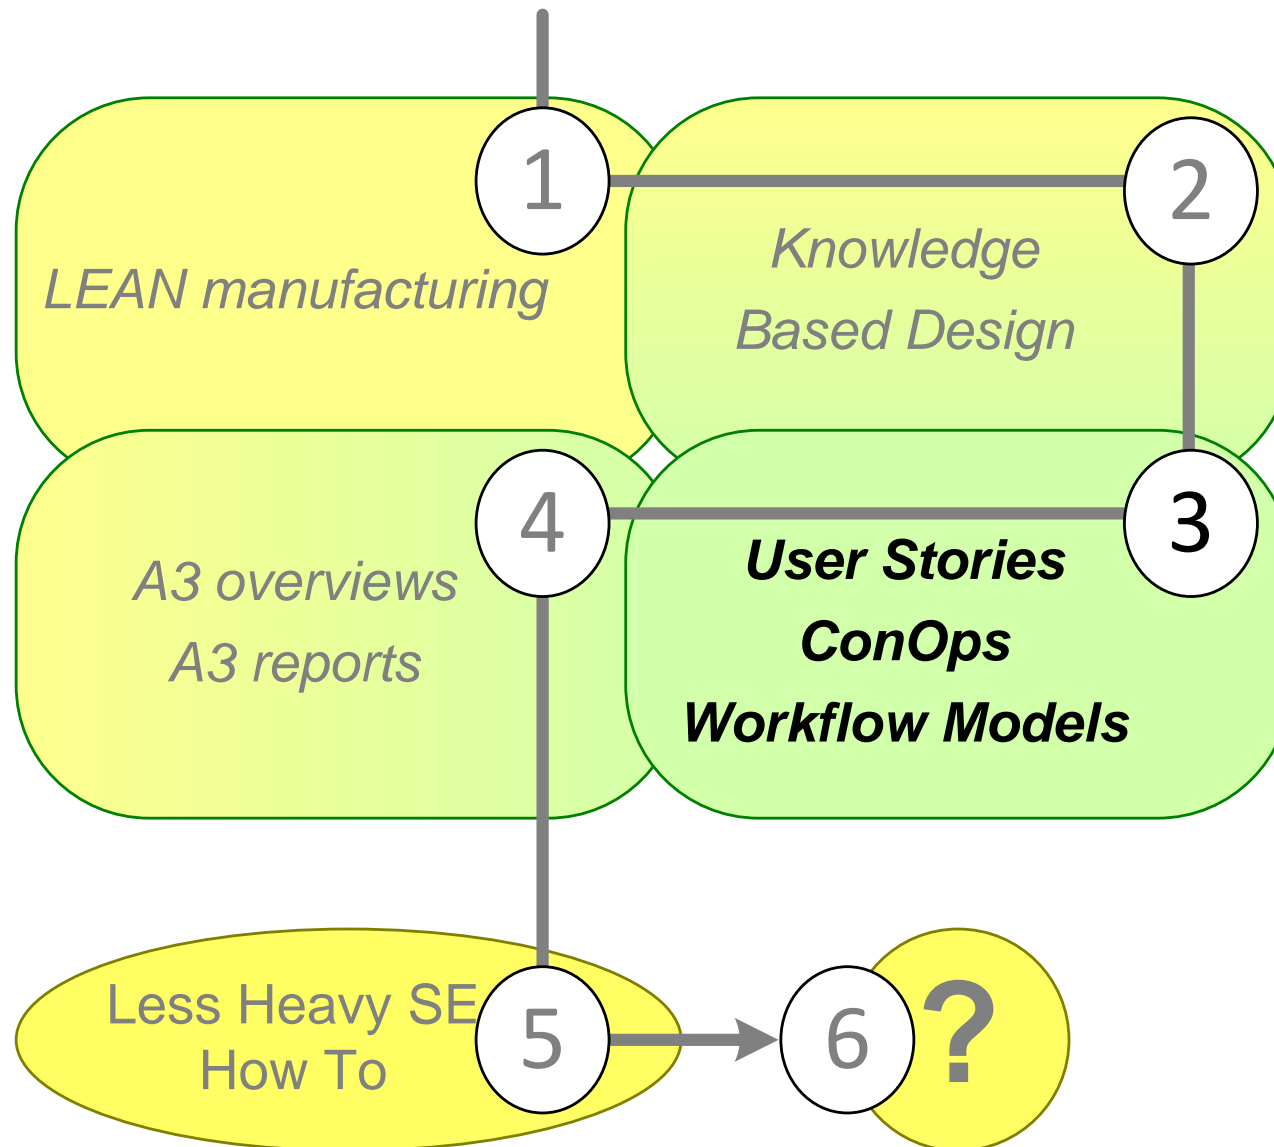 1
LEAN manufacturing
2
Knowledge
Based Design
3
User Stories
ConOps
Workflow Models
4
A3 overviews
A3 reports
5
Less Heavy SE
How To
6
?